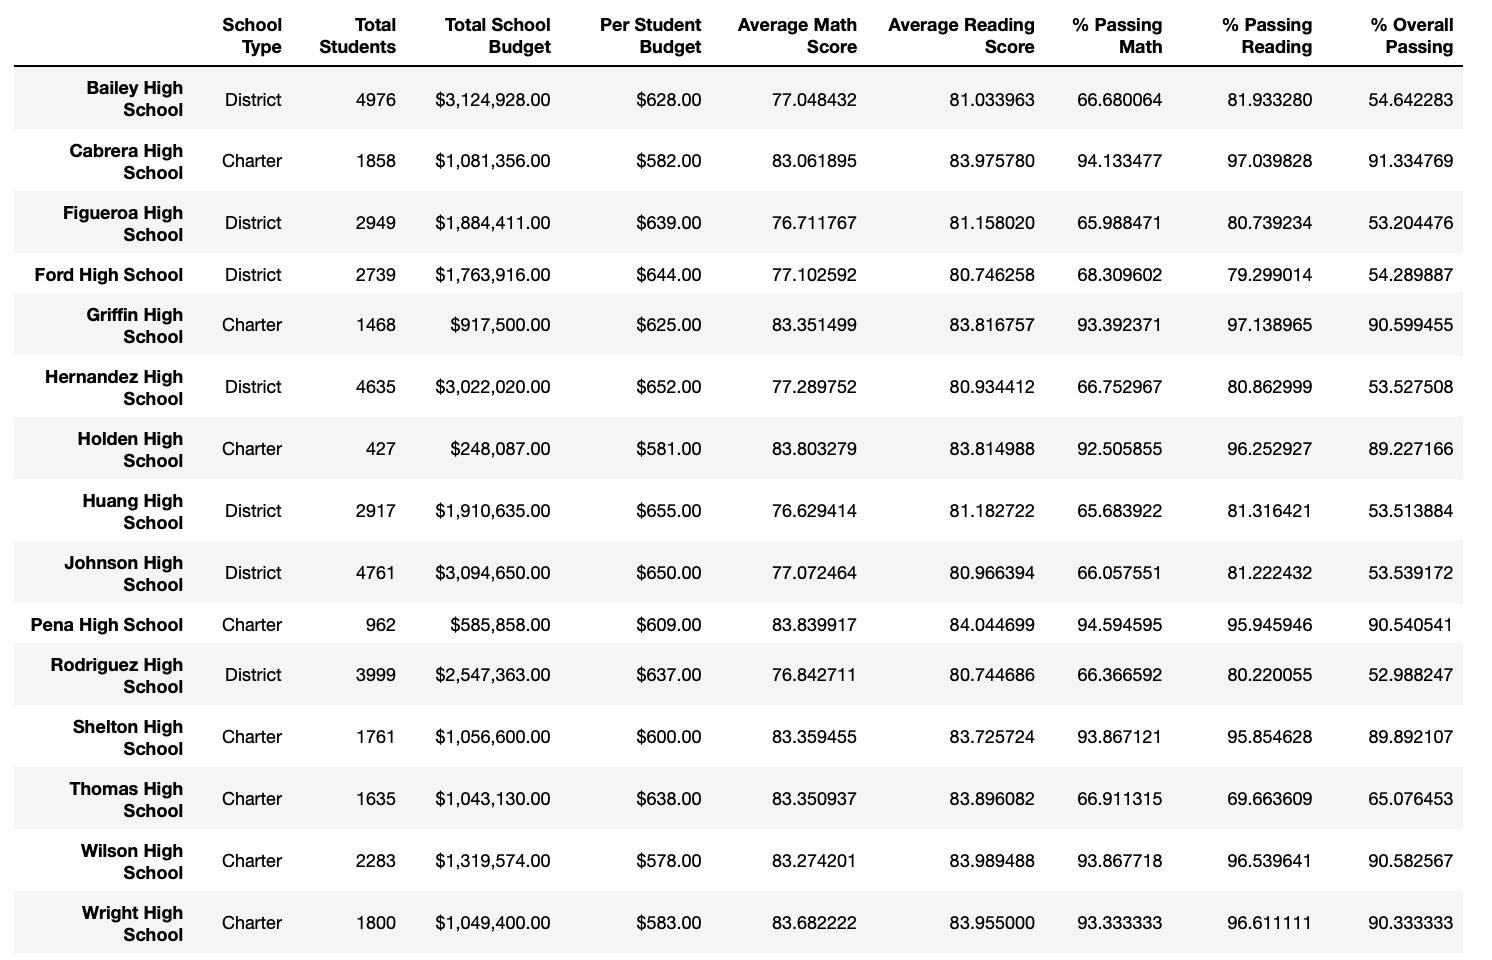 School Type Total Students Total School Budget Per Student Budget Average Math Score Average Reading Score % Passing Math % Passing Reading % Overall Passing
Bailey High School District 4976 $3,124,928.00 $628.00 77.048432 81.033963 66.680064 81.933280 54.642283
Cabrera High School Charter 1858 $1,081,356.00 $582.00 83.061895 83.975780 94.133477 97.039828 91.334769
Figueroa High School District 2949 $1,884,411.00 $639.00 76.711767 81.158020 65.988471 80.739234 53.204476
Ford High School District 2739 $1,763,916.00 $644.00 77.102592 80.746258 68.309602 79.299014 54.289887
Griffin High School Charter 1468 $917,500.00 $625.00 83.351499 83.816757 93.392371 97.138965 90.599455
Hernandez High School District 4635 $3,022,020.00 $652.00 77.289752 80.934412 66.752967 80.862999 53.527508
Holden High School Charter 427 $248,087.00 $581.00 83.803279 83.814988 92.505855 96.252927 89.227166
Huang High School District 2917 $1,910,635.00 $655.00 76.629414 81.182722 65.683922 81.316421 53.513884
Johnson High School District 4761 $3,094,650.00 $650.00 77.072464 80.966394 66.057551 81.222432 53.539172
Pena High School Charter 962 $585,858.00 $609.00 83.839917 84.044699 94.594595 95.945946 90.540541
Rodriguez High School District 3999 $2,547,363.00 $637.00 76.842711 80.744686 66.366592 80.220055 52.988247
Shelton High School Charter 1761 $1,056,600.00 $600.00 83.359455 83.725724 93.867121 95.854628 89.892107
Thomas High School Charter 1635 $1,043,130.00 $638.00 83.350937 83.896082 66.911315 69.663609 65.076453
Wilson High School Charter 2283 $1,319,574.00 $578.00 83.274201 83.989488 93.867718 96.539641 90.582567
Wright High School Charter 1800 $1,049,400.00 $583.00 83.682222 83.955000 93.333333 96.611111 90.333333